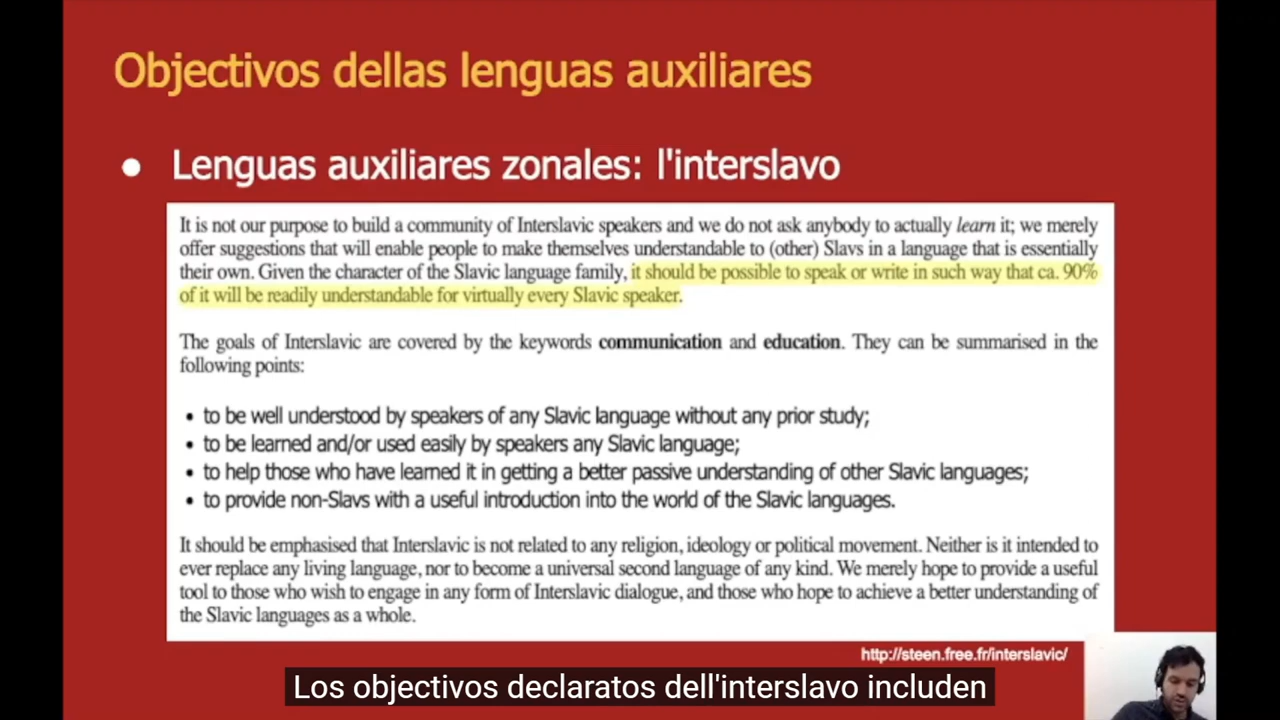 Objectivos dellas lenguas auxiliares
● Lenguas auxiliares zonales: l'interslavo
It is not our purpose to build a community of Interslavic speakers and we do not ask anybody to actually learn it; we merely
offer suggestions that will enable people to make themselves understandable to (other) Slavs in a language that is essentially
their own. Given the character of the Slavic language family, it should be possible to speak or write in such way that ca. 90%
of it will be readily understandable for virtually every Slavic speaker.
The goals of Interslavic are covered by the keywords communication and education. They can be summarised in the
following points:
• to be well understood by speakers of any Slavic language without any prior study;
• to be learned and/or used easily by speakers any Slavic language;
• to help those who have learned it in getting a better passive understanding of other Slavic languages;
• to provide non-Slavs with a useful introduction into the world of the Slavic languages.
It should be emphasised that Interslavic is not related to any religion, ideology or political movement. Neither is it intended to
ever replace any living language, nor to become a universal second language of any kind. We merely hope to provide a useful
tool to those who wish to engage in any form of Interslavic dialogue, and those who hope to achieve a better understanding of
the Slavic languages as a whole.
http://steen.free.fr/interslavic/
Los objectivos declaratos dell'interslavo includen